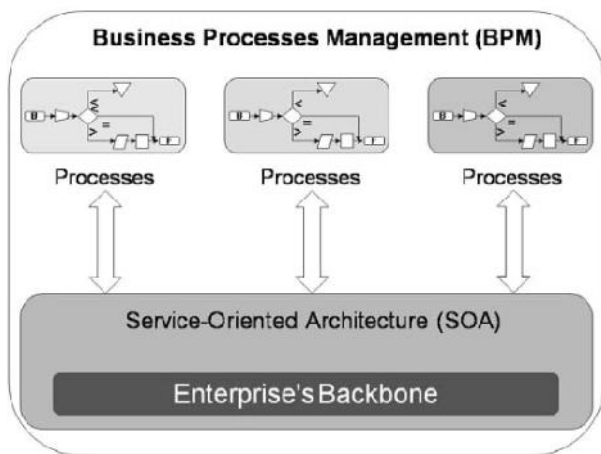 Business Processes Management (BPM)
B ≤ = > F
B < = > F
B < = > F
Processes Processes Processes
Service-Oriented Architecture (SOA)
Enterprise's Backbone